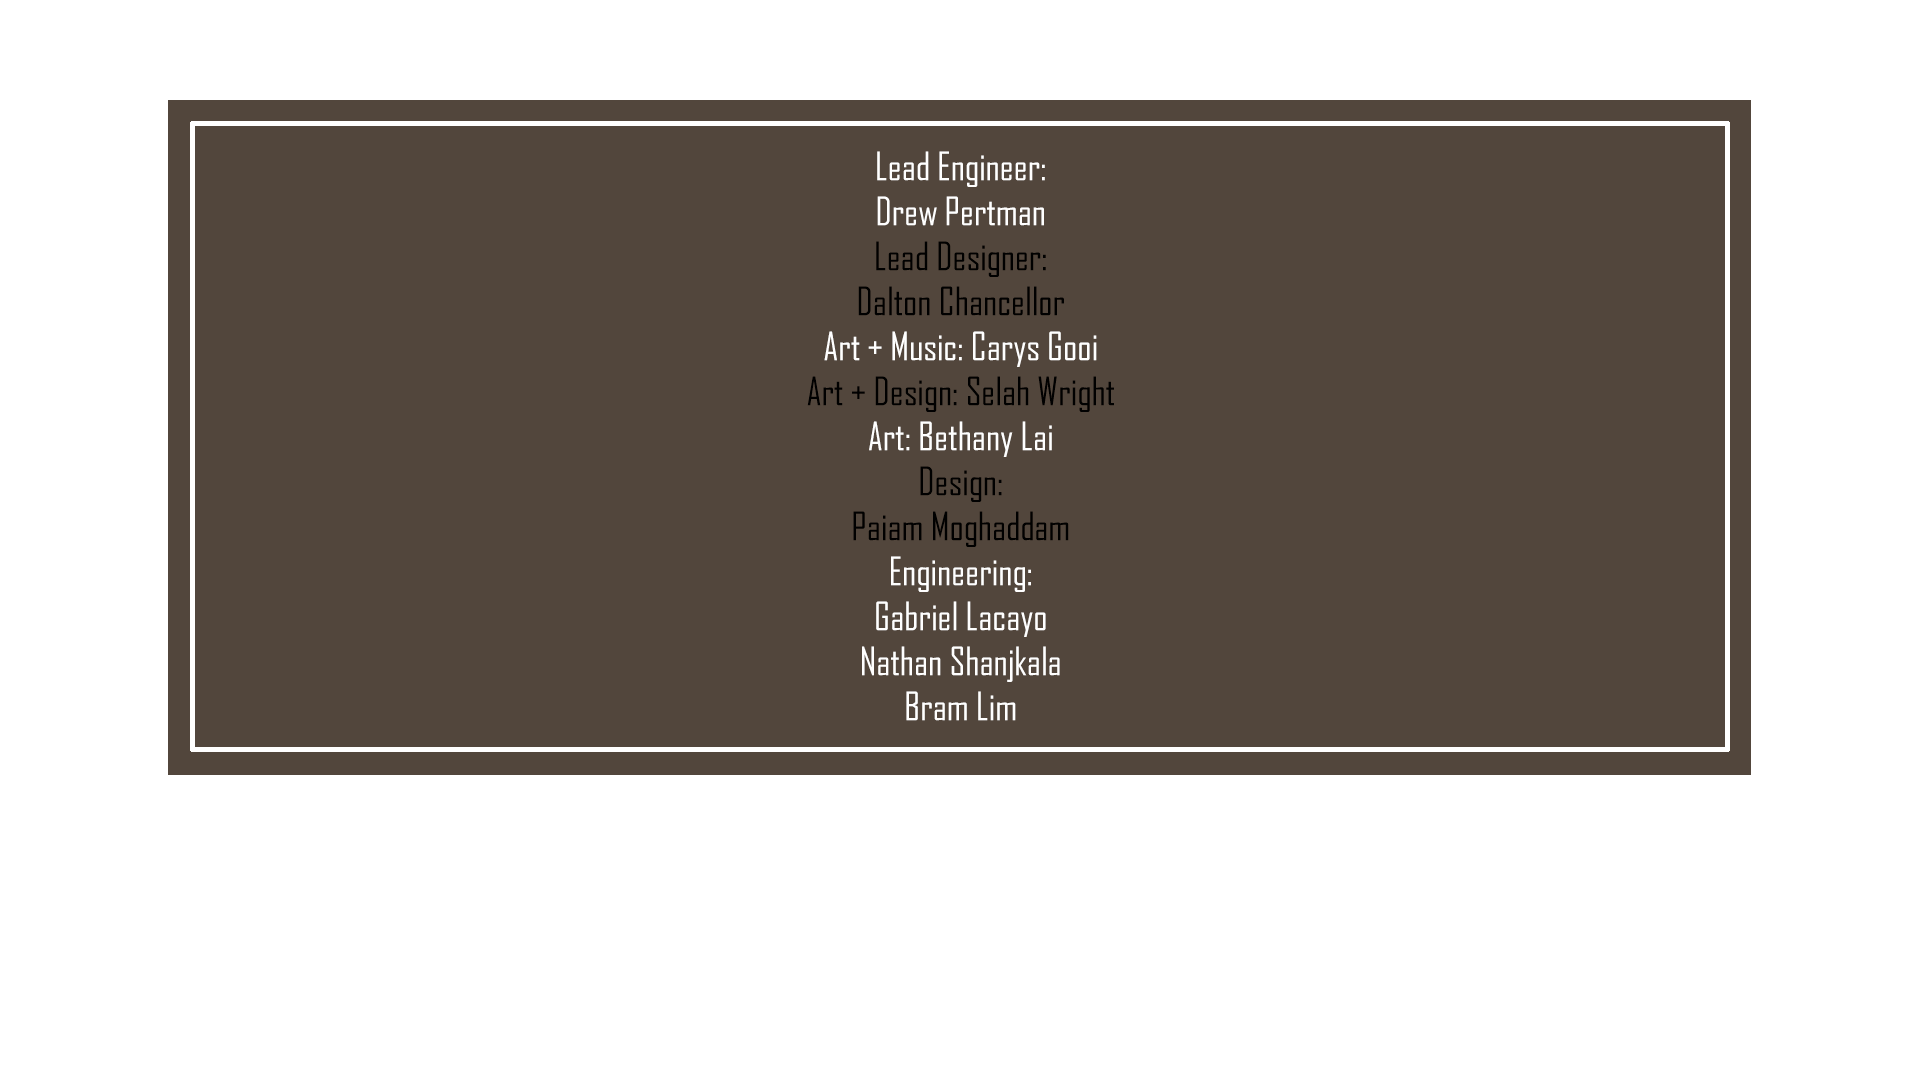 Lead Engineer:
Drew Pertman
Lead Designer:
Dalton Chancellor
Art + Music: Carys Gooi
Art + Design: Selah Wright
Art: Bethany Lai
Design:
Paiam Moghaddam
Engineering:
Gabriel Lacayo
Nathan Shanjkala
Bram Lim